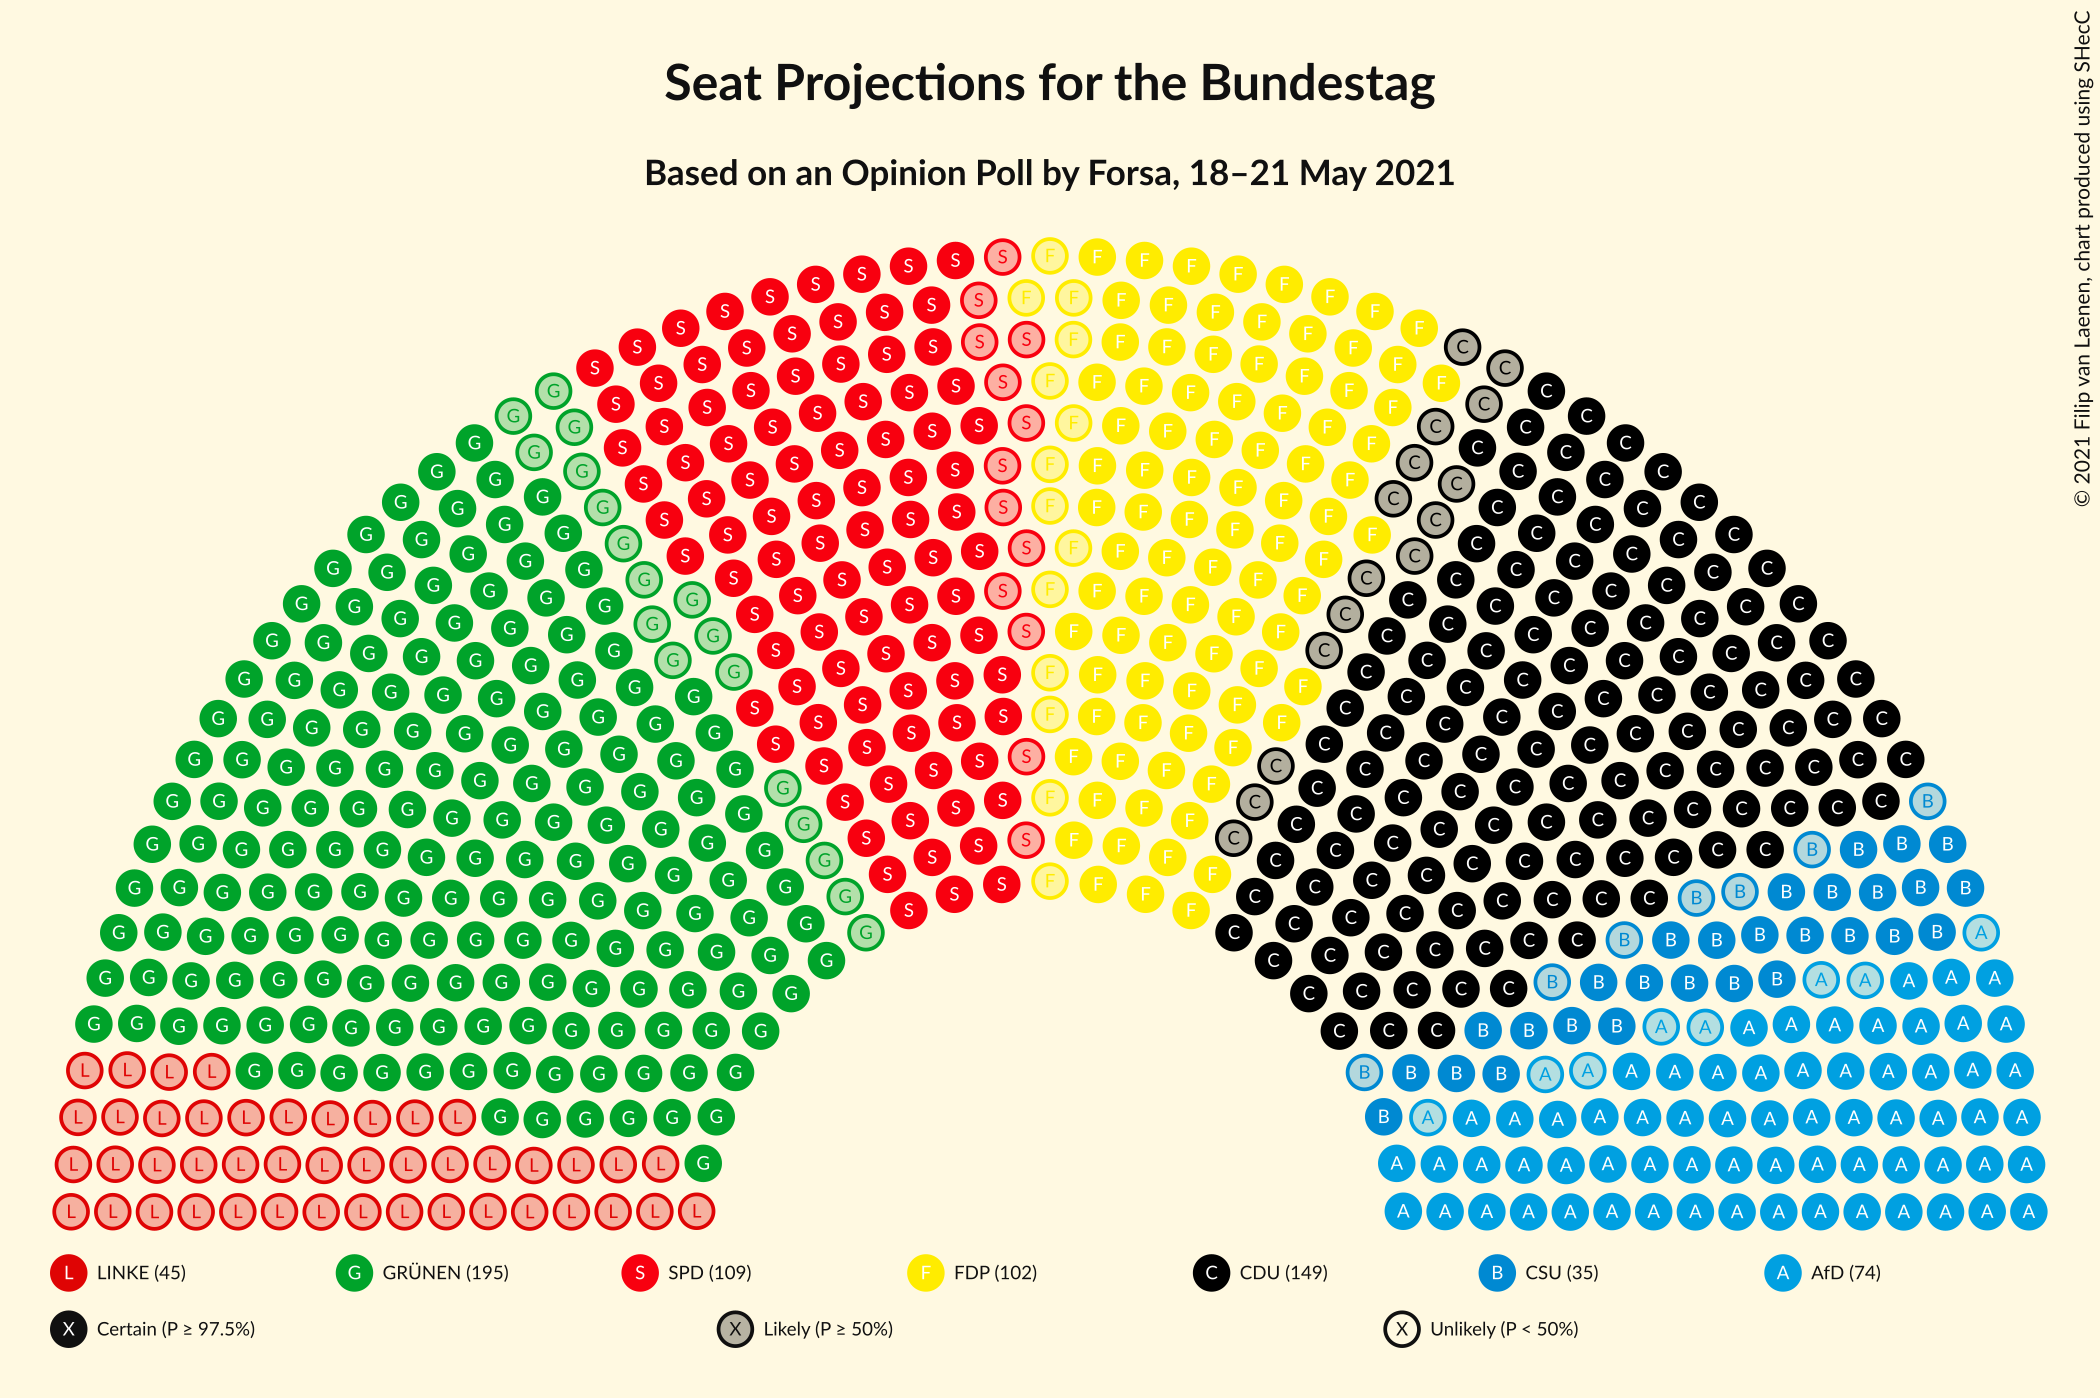 Seat Projections for the Bundestag
Based on an Opinion Poll by Forsa, 18–21 May 2021
© 2021 Filip van Laenen, chart produced using SHecC
L LINKE (45) G GRÜNEN (195) S SPD (109) F FDP (102) C CDU (149) B CSU (35) A AfD (74)
X Certain (P ≥ 97.5%) X Likely (P ≥ 50%) X Unlikely (P < 50%)